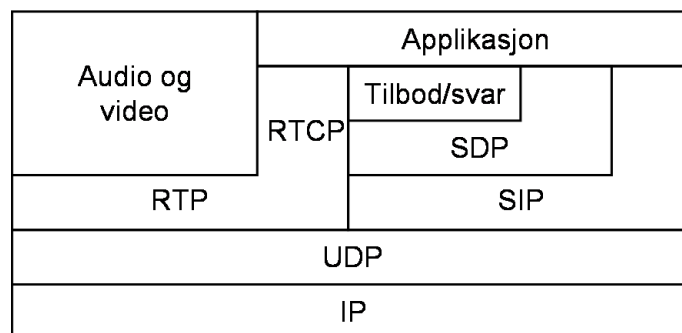 Applikasjon
Audio og
video
Tilbod/svar
RTCP
SDP
RTP
SIP
UDP
IP